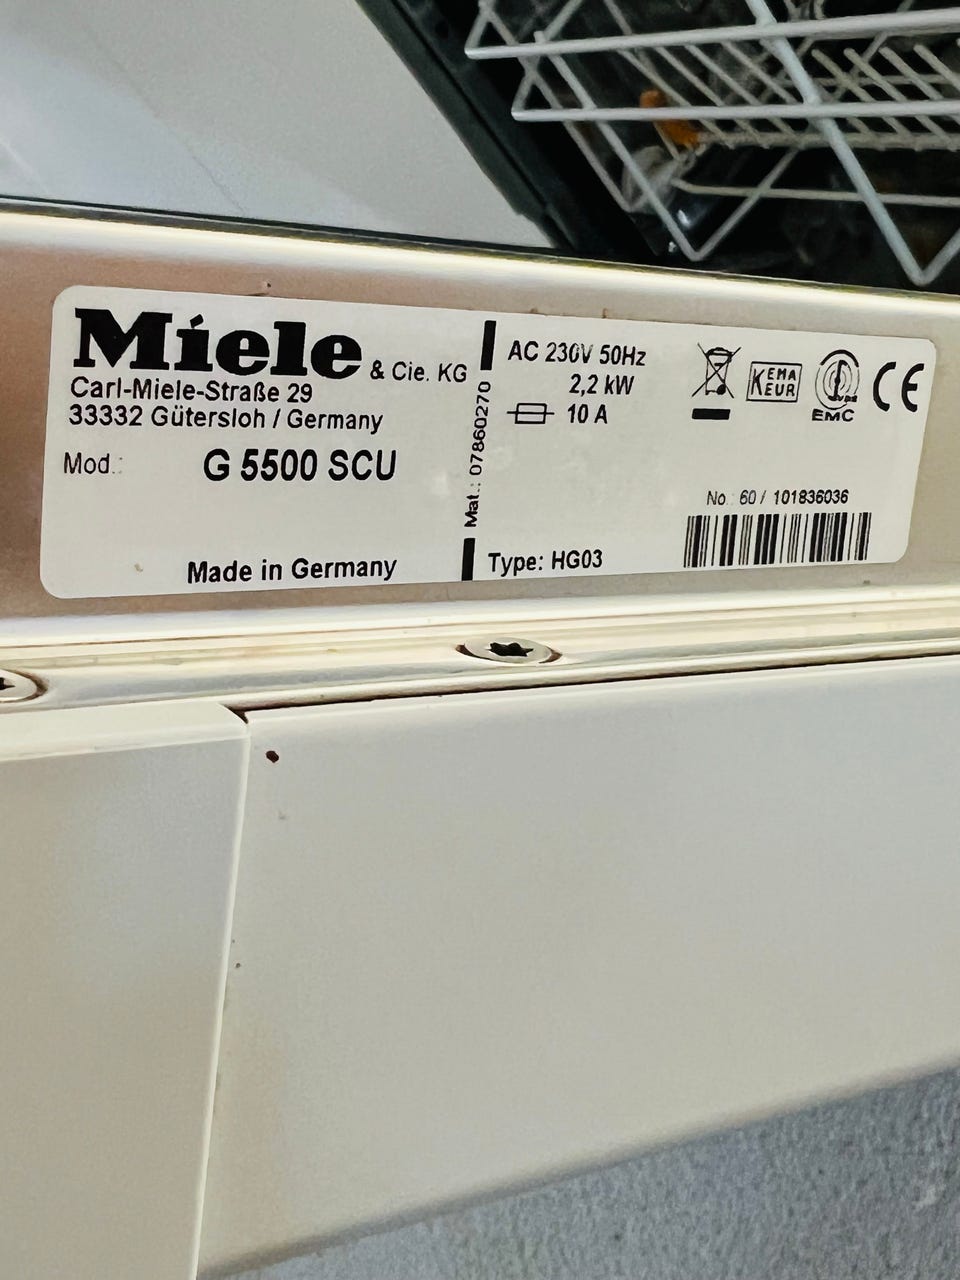 Miele & Cie. KG
Carl-Miele-Straße 29
33332 Gütersloh / Germany
Mod.: G 5500 SCU
Made in Germany
Mat.: 07860270
AC 230V 50Hz
2,2 kW
10 A
Type: HG03
KEMA
KEUR
EMC
CE
No.: 60 / 101836036